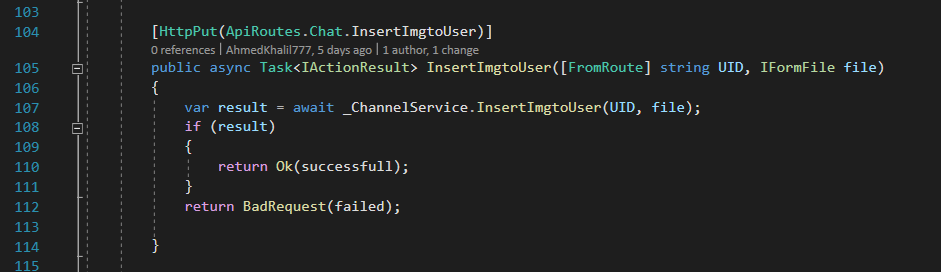 103
104 [HttpPut(ApiRoutes.Chat.InsertImgtoUser)]
0 references | AhmedKhalil777, 5 days ago | 1 author, 1 change
105 public async Task<IActionResult> InsertImgtoUser([FromRoute] string UID, IFormFile file)
106 {
107 var result = await _ChannelService.InsertImgtoUser(UID, file);
108 if (result)
109 {
110 return Ok(successfull);
111 }
112 return BadRequest(failed);
113
114 }
115